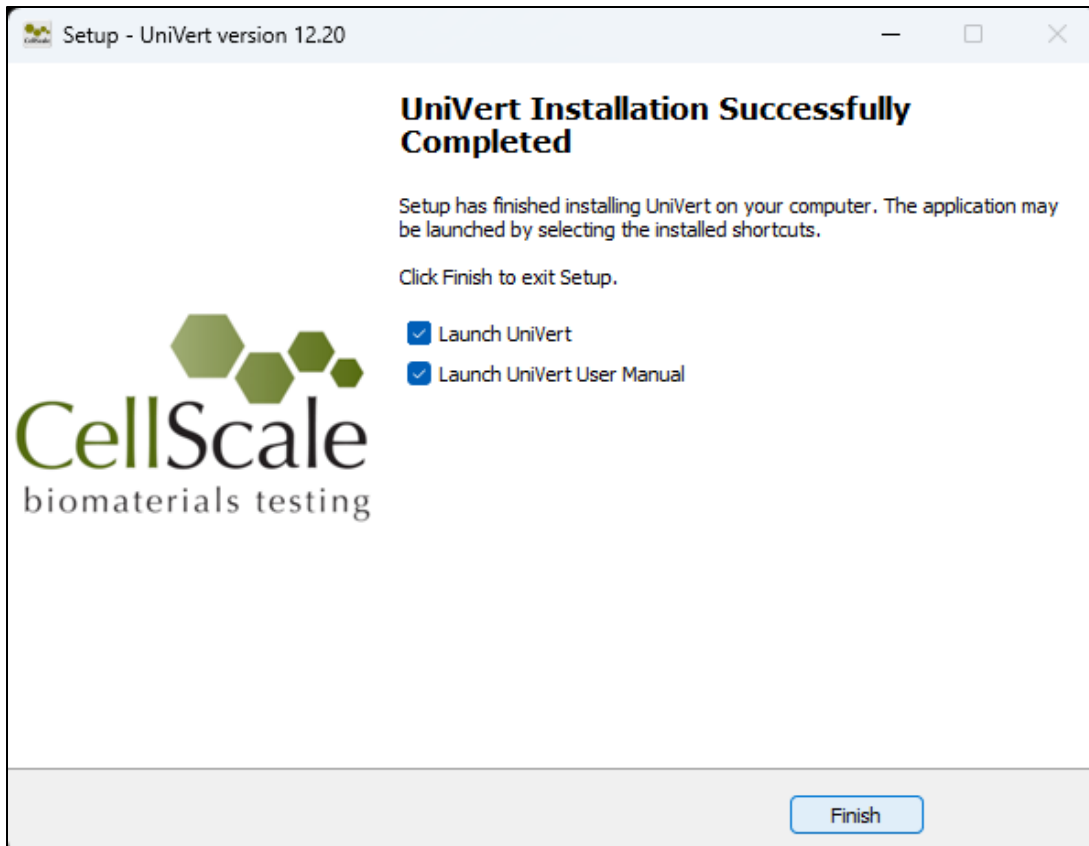 Setup - UniVert version 12.20
UniVert Installation Successfully
Completed
Setup has finished installing UniVert on your computer. The application may
be launched by selecting the installed shortcuts.
Click Finish to exit Setup.
Launch UniVert
Launch UniVert User Manual
CellScale
biomaterials testing
Finish